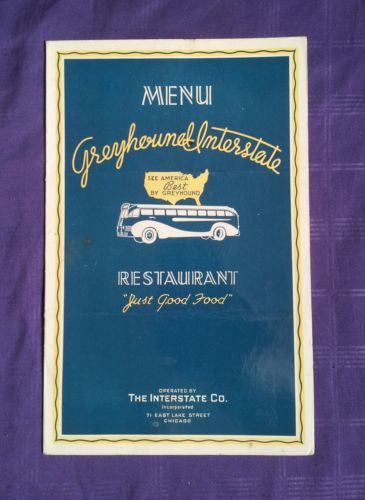 MENU
Greyhound Interstate
SEE AMERICA
Best
BY GREYHOUND
RESTAURANT
"Just Good Food"
OPERATED BY
THE INTERSTATE CO.
Incorporated
71 EAST LAKE STREET
CHICAGO